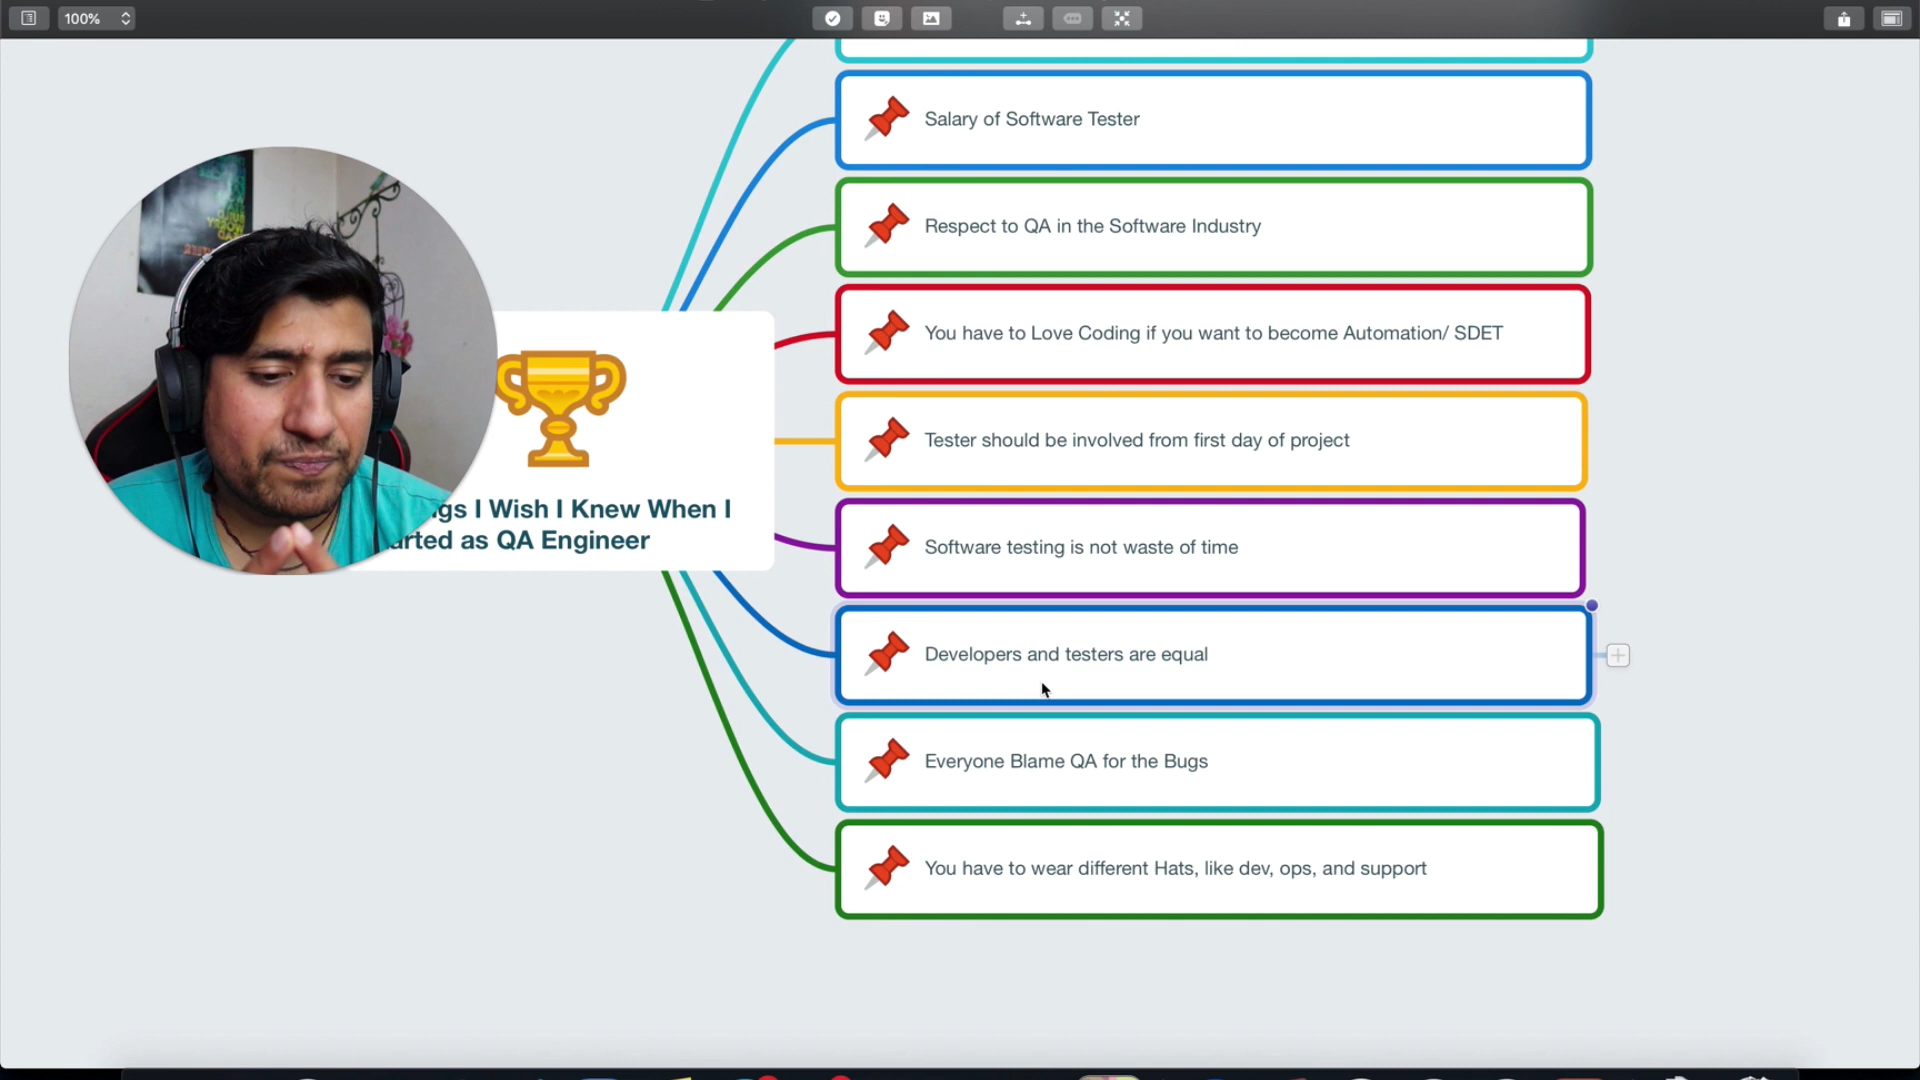 100%
Salary of Software Tester
Respect to QA in the Software Industry
You have to Love Coding if you want to become Automation/ SDET
Tester should be involved from first day of project
ngs I Wish I Knew When I
arted as QA Engineer
Software testing is not waste of time
Developers and testers are equal
Everyone Blame QA for the Bugs
You have to wear different Hats, like dev, ops, and support